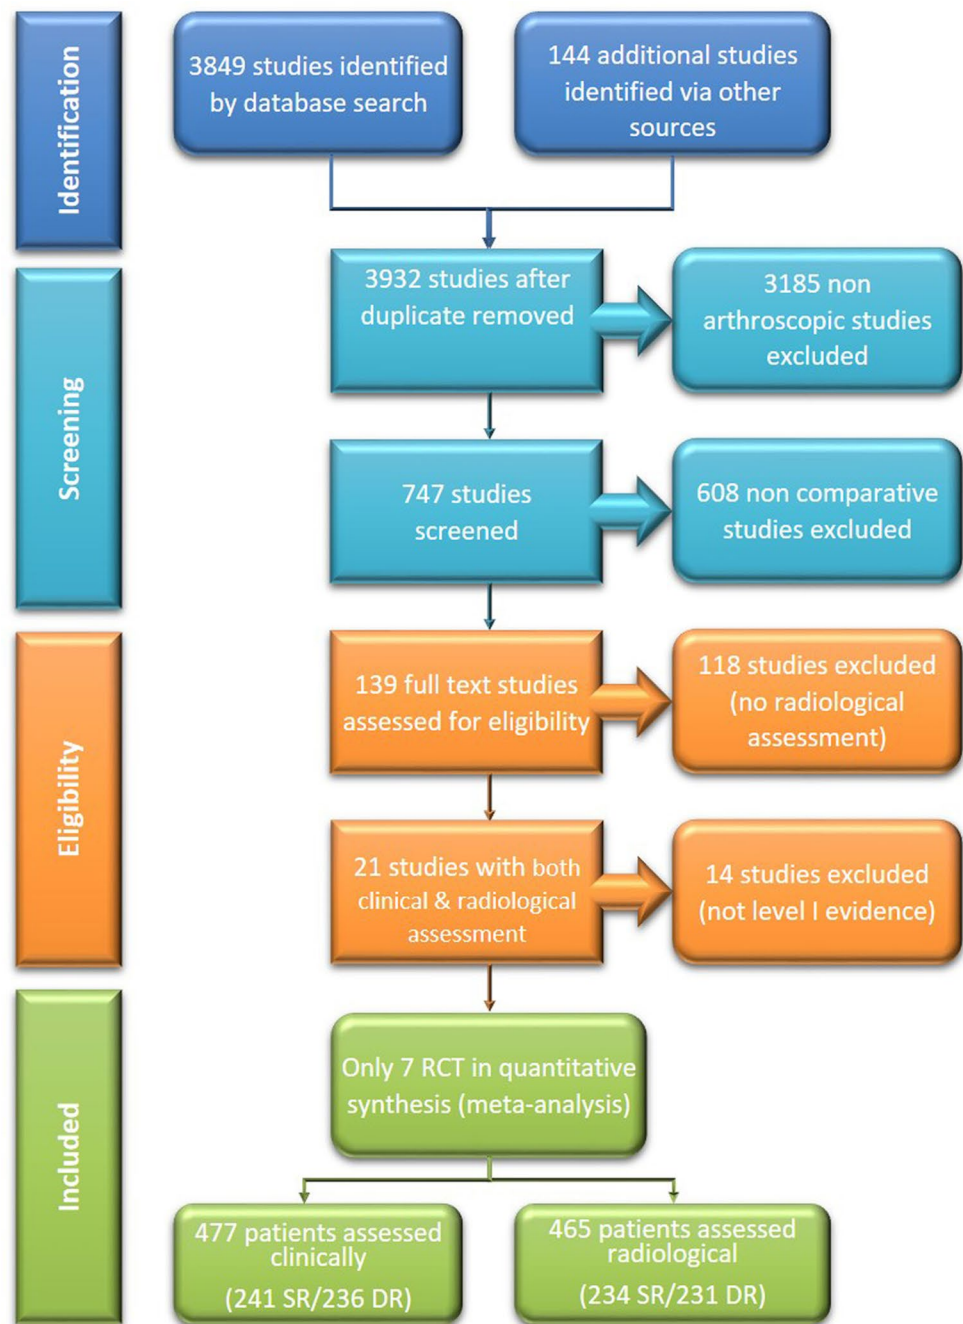 Identification
3849 studies identified
by database search
144 additional studies
identified via other
sources
Screening
3932 studies after
duplicate removed
3185 non
arthroscopic studies
excluded
747 studies
screened
608 non comparative
studies excluded
Eligibility
139 full text studies
assessed for eligibility
118 studies excluded
(no radiological
assessment)
21 studies with both
clinical & radiological
assessment
14 studies excluded
(not level I evidence)
Included
Only 7 RCT in quantitative
synthesis (meta-analysis)
477 patients assessed
clinically
(241 SR/236 DR)
465 patients assessed
radiological
(234 SR/231 DR)